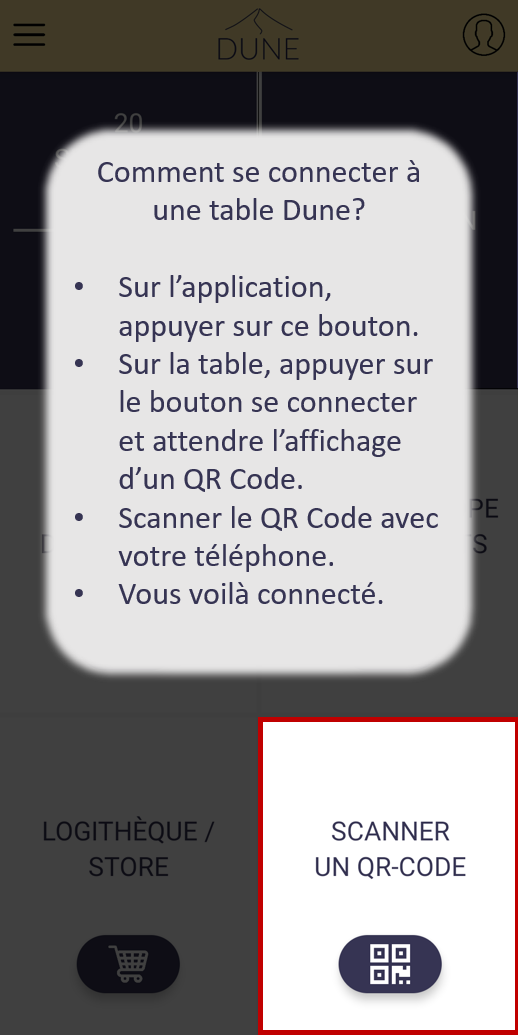 DUNE
20
Comment se connecter à
une table Dune?
• Sur l'application,
appuyer sur ce bouton.
• Sur la table, appuyer sur
le bouton se connecter
et attendre l'affichage
d'un QR Code.
• Scanner le QR Code avec
votre téléphone.
• Vous voilà connecté.
LOGITHÈQUE /
STORE
SCANNER
UN QR-CODE